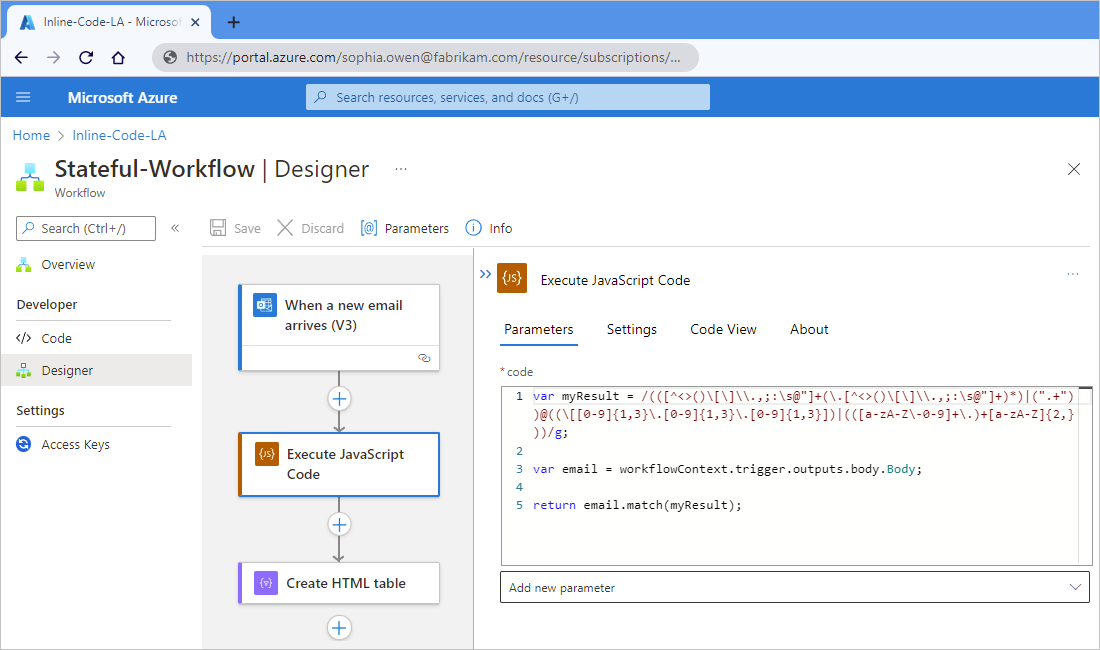 Inline-Code-LA - Microsof
https://portal.azure.com/sophia.owen@fabrikam.com/resource/subscriptions/...
Microsoft Azure
Search resources, services, and docs (G+/)
Home > Inline-Code-LA
Stateful-Workflow | Designer ...
Workflow
Search (Ctrl+/) «
Save Discard [@] Parameters Info
Overview
Developer
</> Code
Designer
Settings
Access Keys
When a new email
arrives (V3)
{JS} Execute JavaScript
Code
Create HTML table
{JS} Execute JavaScript Code ...
Parameters Settings Code View About
*code
1 var myResult = /(([^<>()\[\]\\.,;:\s@"]+(\.[^<>()\[\]\\.,;:\s@"]+)*)|(".+")
)@((\[[0-9]{1,3}\.[0-9]{1,3}\.[0-9]{1,3}])|(([a-zA-Z\-0-9]+\.)+[a-zA-Z]{2,}
))/g;
2
3 var email = workflowContext.trigger.outputs.body.Body;
4
5 return email.match(myResult);
Add new parameter